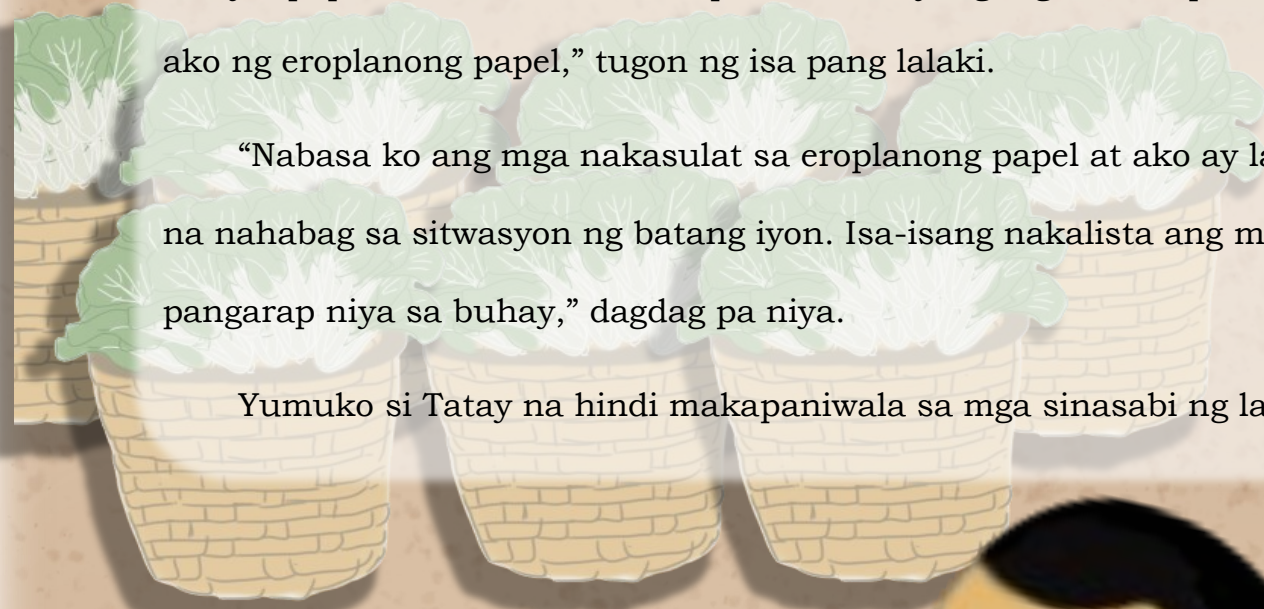 ako ng eroplanong papel,” tugon ng isa pang lalaki.
“Nabasa ko ang mga nakasulat sa eroplanong papel at ako ay
na nahabag sa sitwasyon ng batang iyon. Isa-isang nakalista ang
pangarap niya sa buhay,” dagdag pa niya.
Yumuko si Tatay na hindi makapaniwala sa mga sinasabi ng